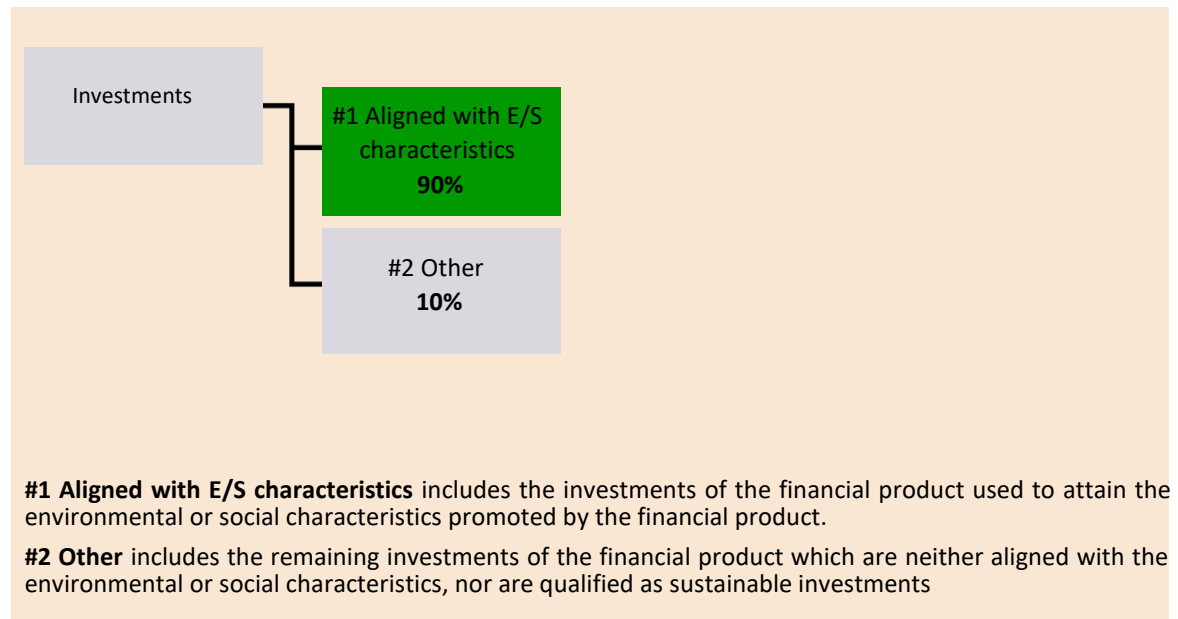 Investments
#1 Aligned with E/S
characteristics
90%
#2 Other
10%
#1 Aligned with E/S characteristics includes the investments of the financial product used to attain the
environmental or social characteristics promoted by the financial product.
#2 Other includes the remaining investments of the financial product which are neither aligned with the
environmental or social characteristics, nor are qualified as sustainable investments